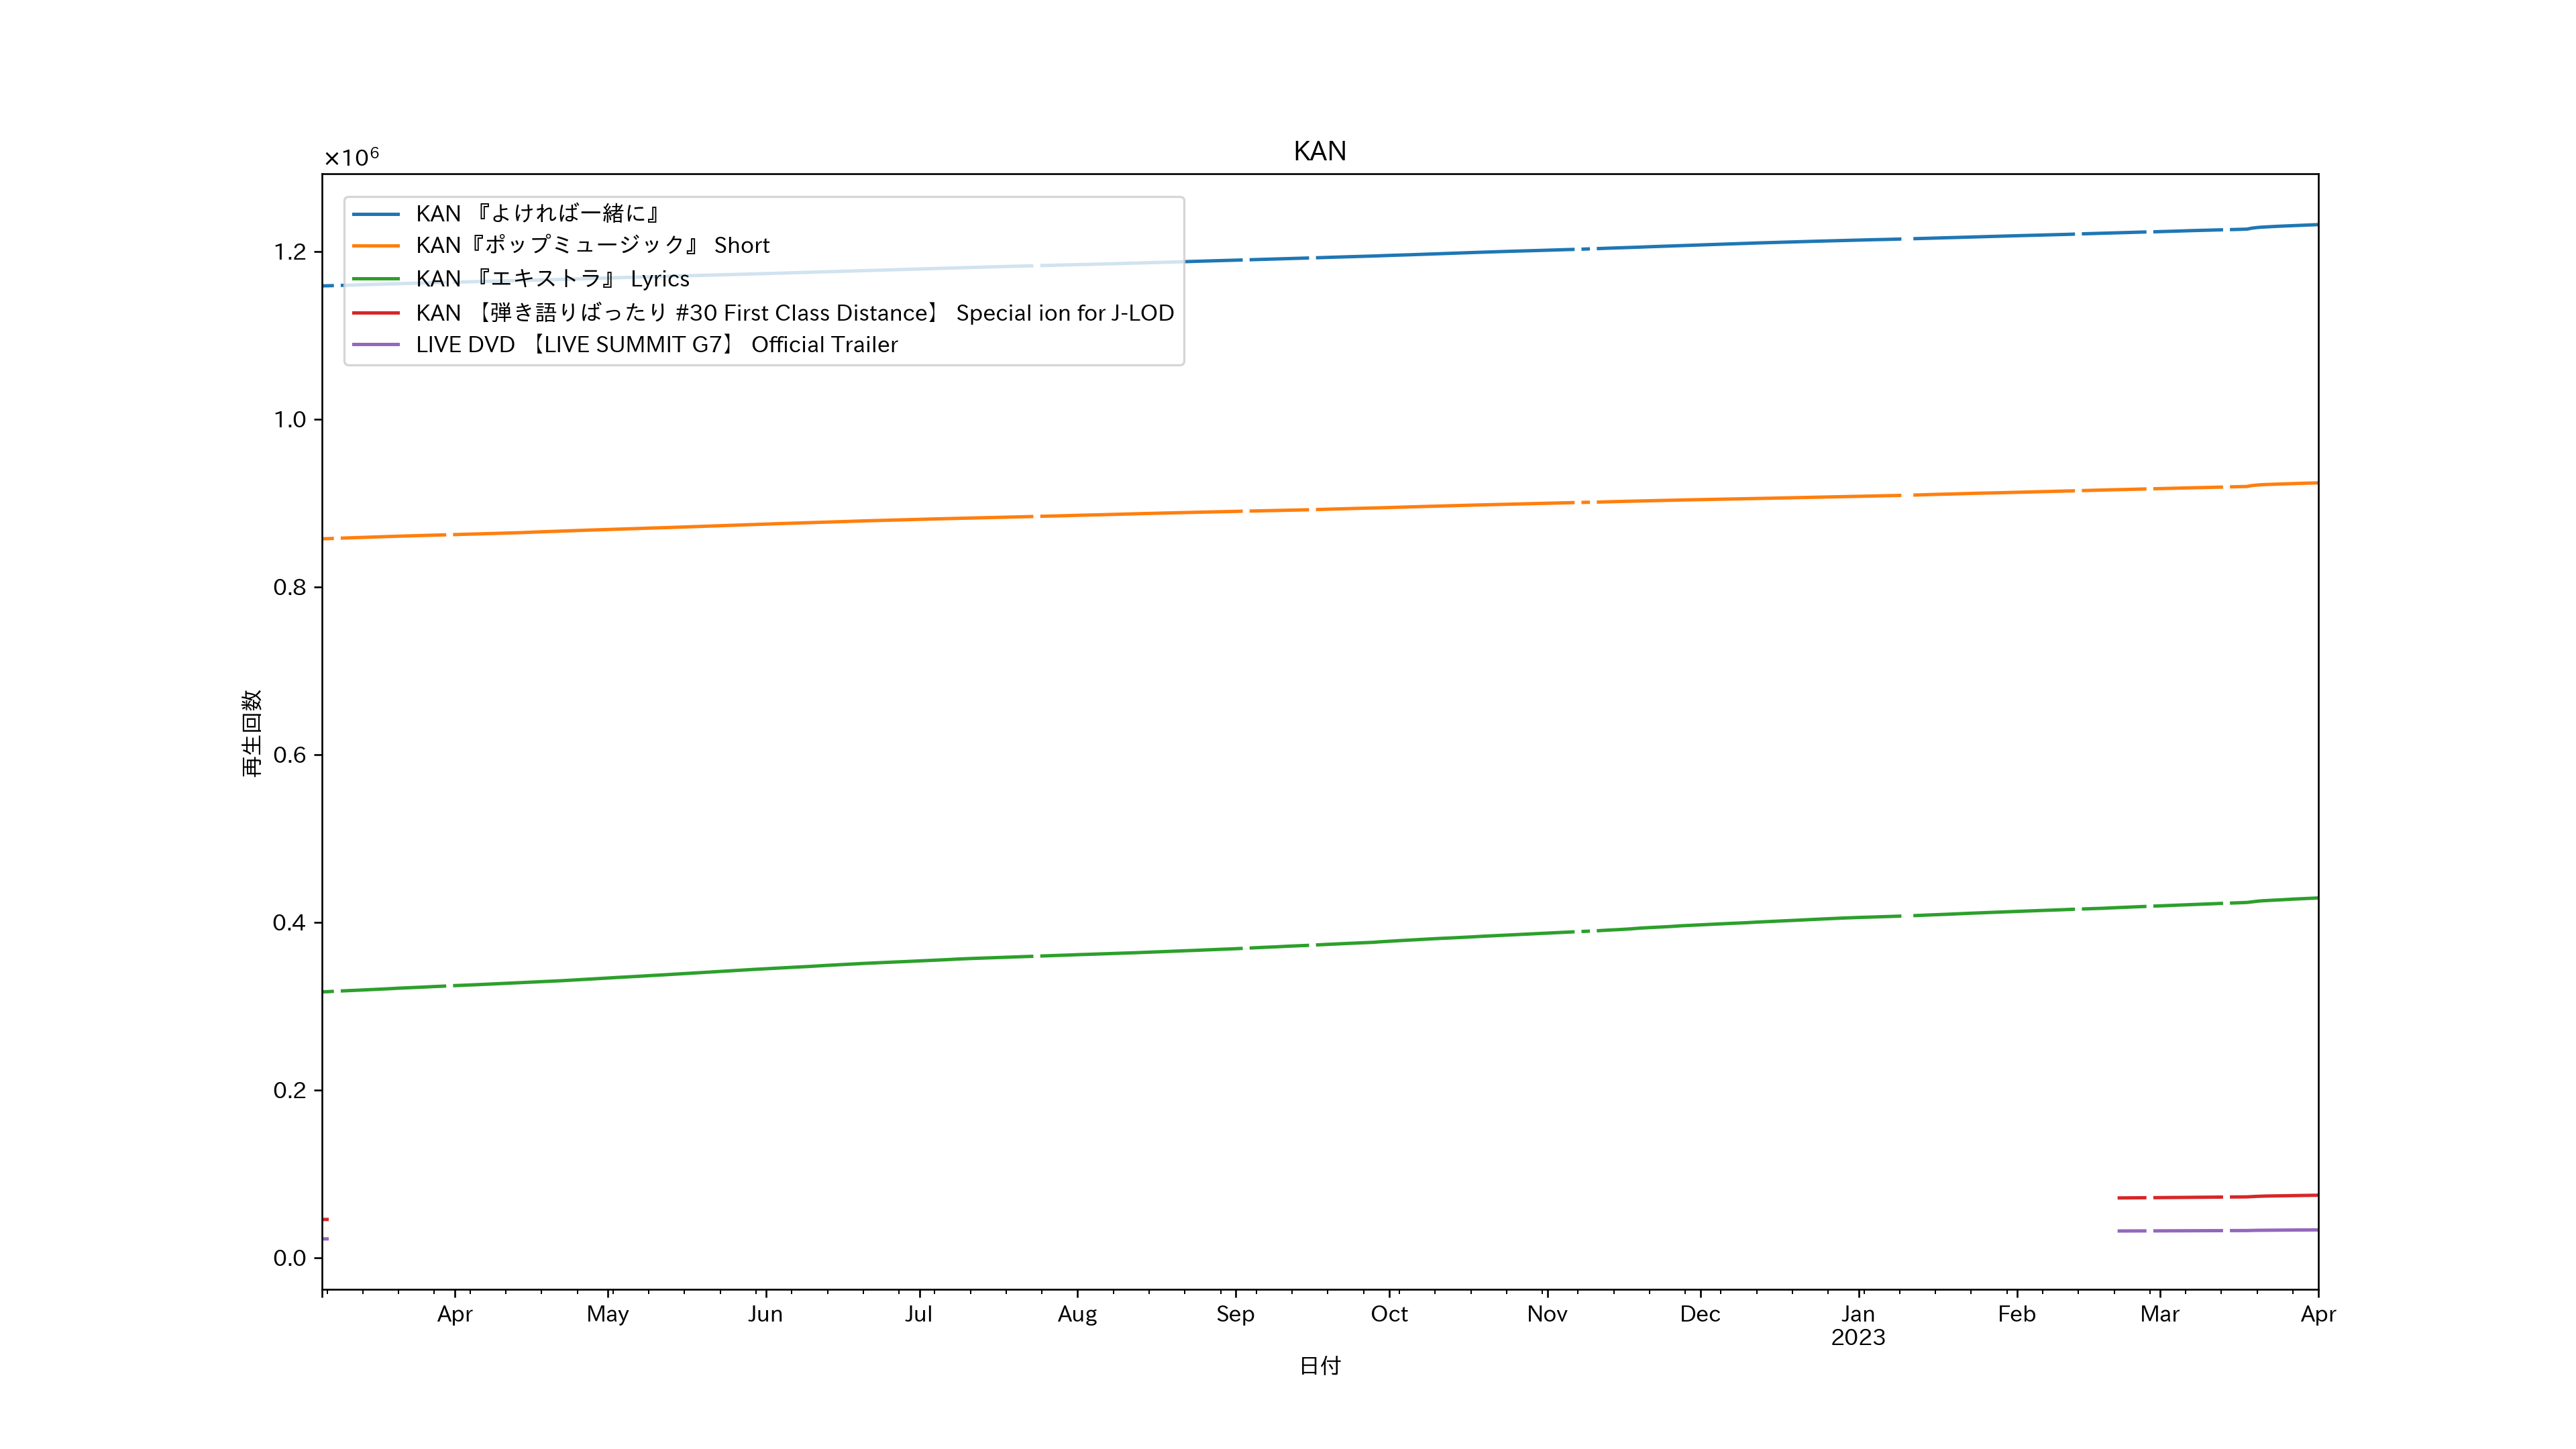 KAN
×10⁶
KAN 『よければ一緒に』
KAN『ポップミュージック』 Short
KAN 『エキストラ』 Lyrics
KAN 【弾き語りばったり #30 First Class Distance】 Special ion for J-LOD
LIVE DVD 【LIVE SUMMIT G7】 Official Trailer
1.2
1.0
0.8
0.6
0.4
0.2
0.0
再生回数
Apr May Jun Jul Aug Sep Oct Nov Dec Jan Feb Mar Apr
2023
日付